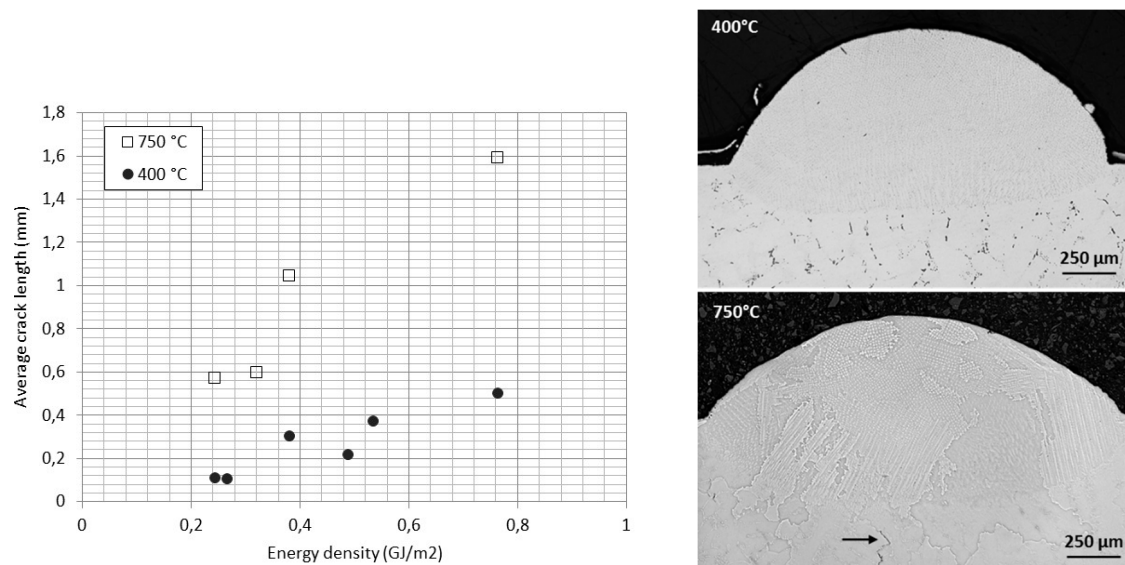 1,8
1,6
1,4
1,2
1
0,8
0,6
0,4
0,2
0
Average crack length (mm)
750 °C
400 °C
0
0,2
0,4
0,6
0,8
1
Energy density (GJ/m2)
400°C
250 µm
750°C
250 µm